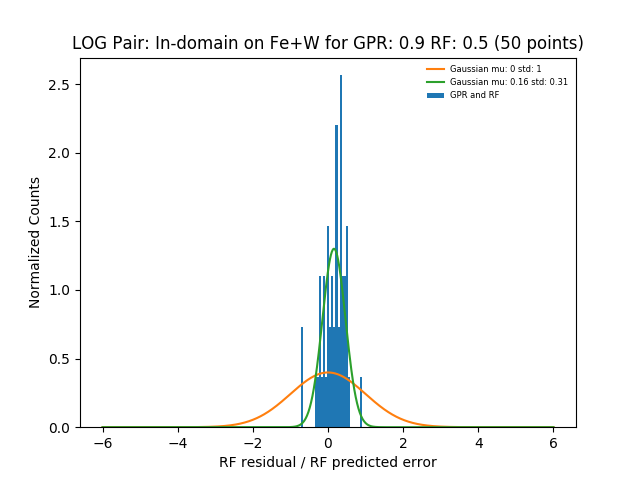 LOG Pair: In-domain on Fe+W for GPR: 0.9 RF: 0.5 (50 points)
Gaussian mu: 0 std: 1
Gaussian mu: 0.16 std: 0.31
GPR and RF
Normalized Counts
2.5
2.0
1.5
1.0
0.5
0.0
−6 −4 −2 0 2 4 6
RF residual / RF predicted error